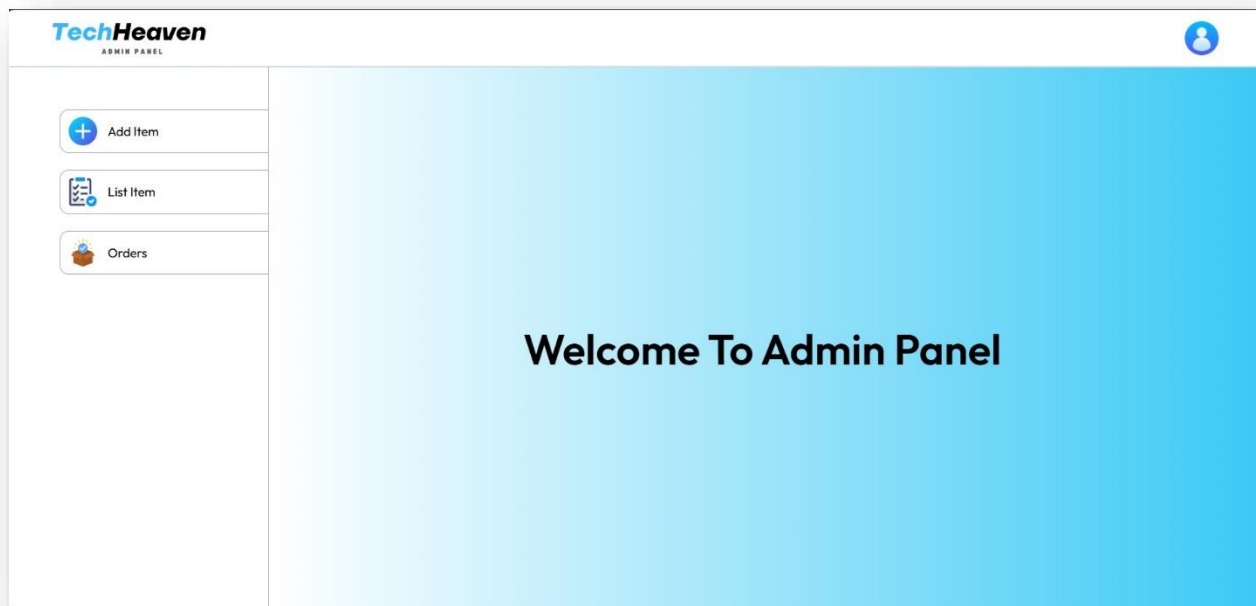 TechHeaven
ADMIN PANEL
Add Item
List Item
Orders
Welcome To Admin Panel